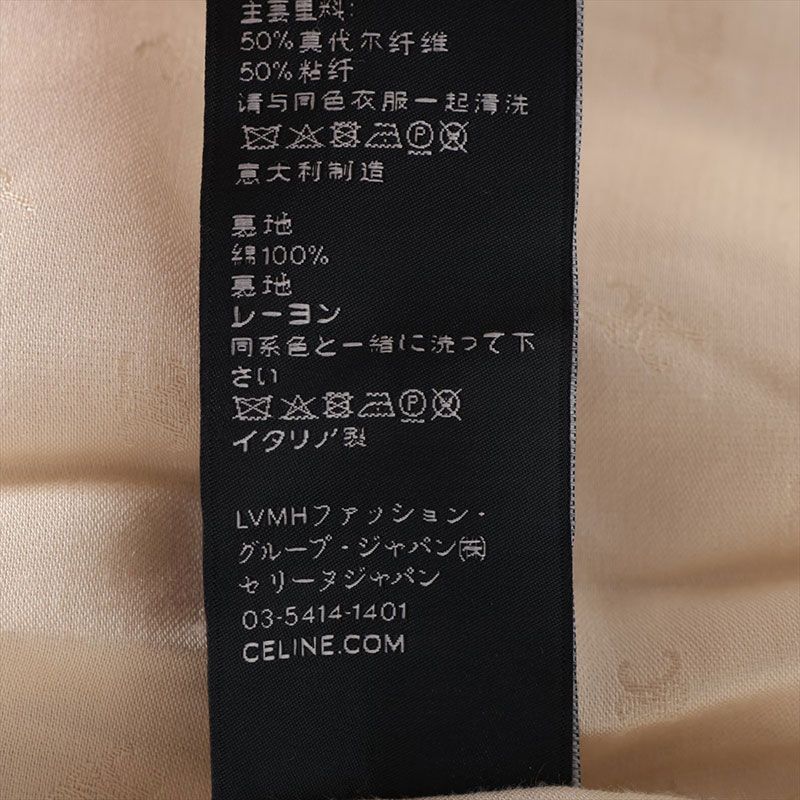 主要里料:
50%莫代尔纤维
50%粘纤
请与同色衣服一起清洗
意大利制造
裏地
綿100%
裏地
レーヨン
同系色と一緒に洗って下
さい
イタリア製
LVMHファッション・
グループ・ジャパン㈱
セリーヌジャパン
03-5414-1401
CELINE.COM